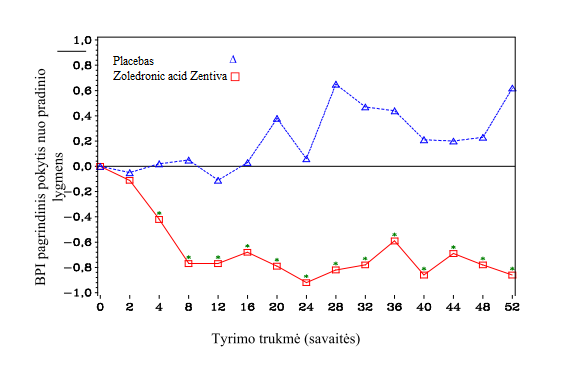 BPI pagrindinis pokytis nuo pradinio
lygmens
1,0
0,8
0,6
0,4
0,2
0,0
−0,2
−0,4
−0,6
−0,8
−1,0
Placebas
Zoledronic acid Zentiva
* * * * * * * * * * * * *
0 2 4 8 12 16 20 24 28 32 36 40 44 48 52
Tyrimo trukmė (savaitės)